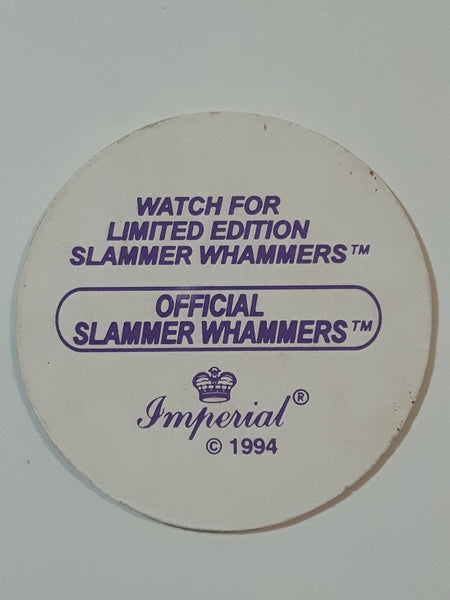 WATCH FOR
LIMITED EDITION
SLAMMER WHAMMERS™
OFFICIAL
SLAMMER WHAMMERS™
Imperial®
© 1994